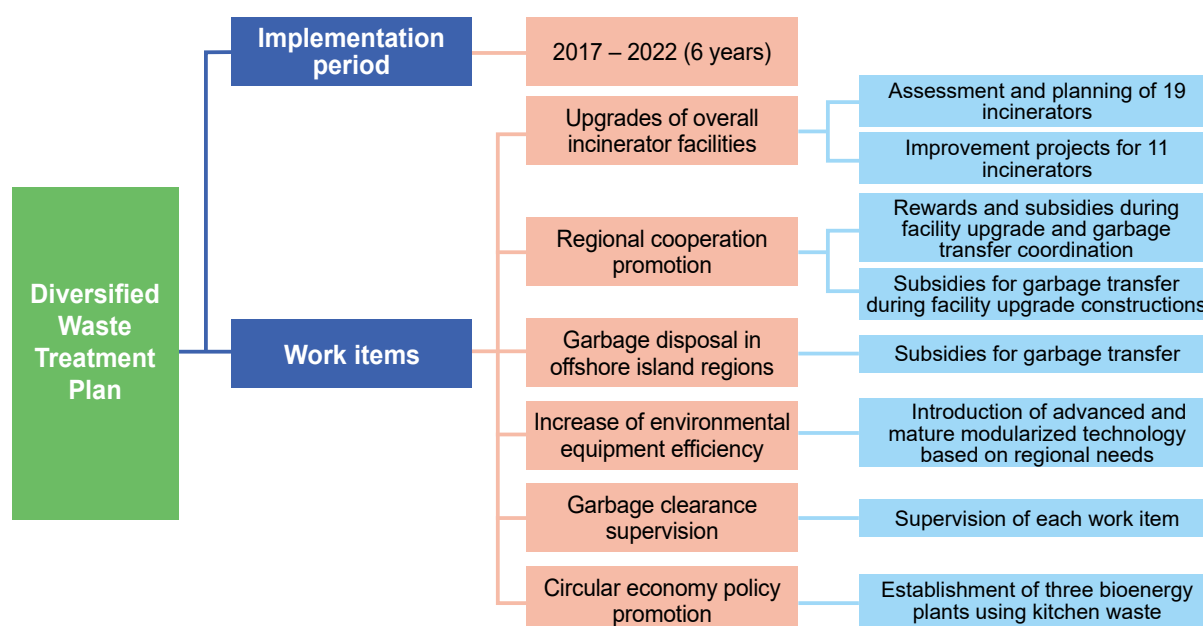 Diversified
Waste
Treatment
Plan
Implementation
period
2017 – 2022 (6 years)
Work items
Upgrades of overall
incinerator facilities
Assessment and planning of 19
incinerators
Improvement projects for 11
incinerators
Regional cooperation
promotion
Rewards and subsidies during
facility upgrade and garbage
transfer coordination
Subsidies for garbage transfer
during facility upgrade constructions
Garbage disposal in
offshore island regions
Subsidies for garbage transfer
Increase of environmental
equipment efficiency
Introduction of advanced and
mature modularized technology
based on regional needs
Garbage clearance
supervision
Supervision of each work item
Circular economy policy
promotion
Establishment of three bioenergy
plants using kitchen waste